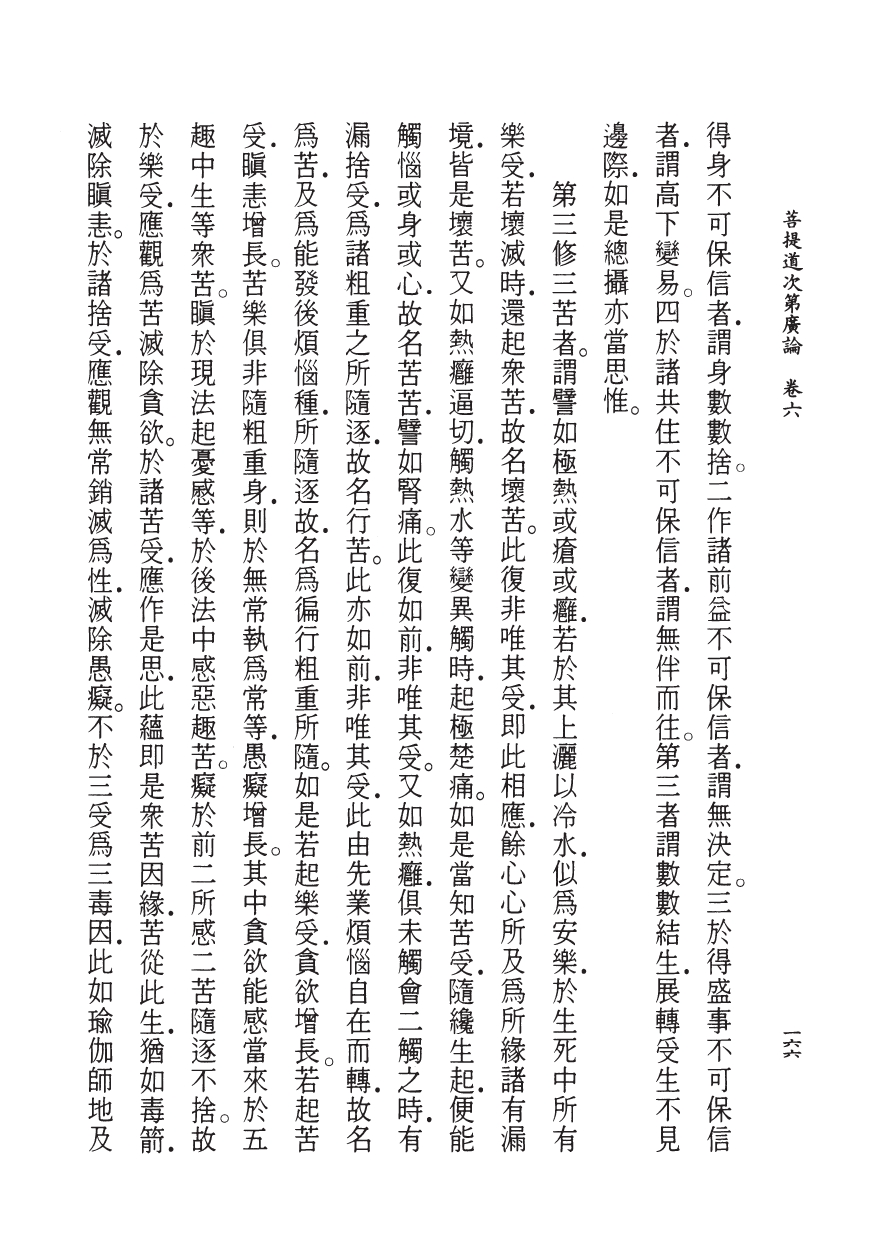 菩提道次第廣論　卷六
一六六
得身不可保信者．謂身數數捨。二作諸前益不可保信者．謂無決定。三於得盛事不可保信
者．謂高下變易。四於諸共住不可保信者．謂無伴而往。第三者謂數數結生．展轉受生不見
邊際．如是總攝亦當思惟。
第三修三苦者。謂譬如極熱或瘡或癰．若於其上灑以冷水．似爲安樂．於生死中所有
樂受．若壞滅時．還起衆苦．故名壞苦。此復非唯其受．即此相應．餘心心所及爲所緣諸有漏
境．皆是壞苦。又如熱癰逼切．觸熱水等變異觸時．起極楚痛。如是當知苦受．隨纔生起．便能
觸惱或身或心．故名苦苦．譬如腎痛。此復如前．非唯其受。又如熱癰．俱未觸會二觸之時．有
漏捨受．爲諸粗重之所隨逐．故名行苦。此亦如前．非唯其受．此由先業煩惱自在而轉．故名
爲苦．及爲能發後煩惱種．所隨逐故．名爲徧行粗重所隨。如是若起樂受．貪欲增長。若起苦
受．瞋恚增長。苦樂俱非隨粗重身．則於無常執爲常等．愚癡增長。其中貪欲能感當來於五
趣中生等衆苦。瞋於現法起憂慼等．於後法中感惡趣苦。癡於前二所感二苦隨逐不捨。故
於樂受．應觀爲苦滅除貪欲。於諸苦受．應作是思．此蘊即是衆苦因緣．苦從此生．猶如毒箭．
滅除瞋恚。於諸捨受．應觀無常銷滅爲性．滅除愚癡。不於三受爲三毒因．此如瑜伽師地及